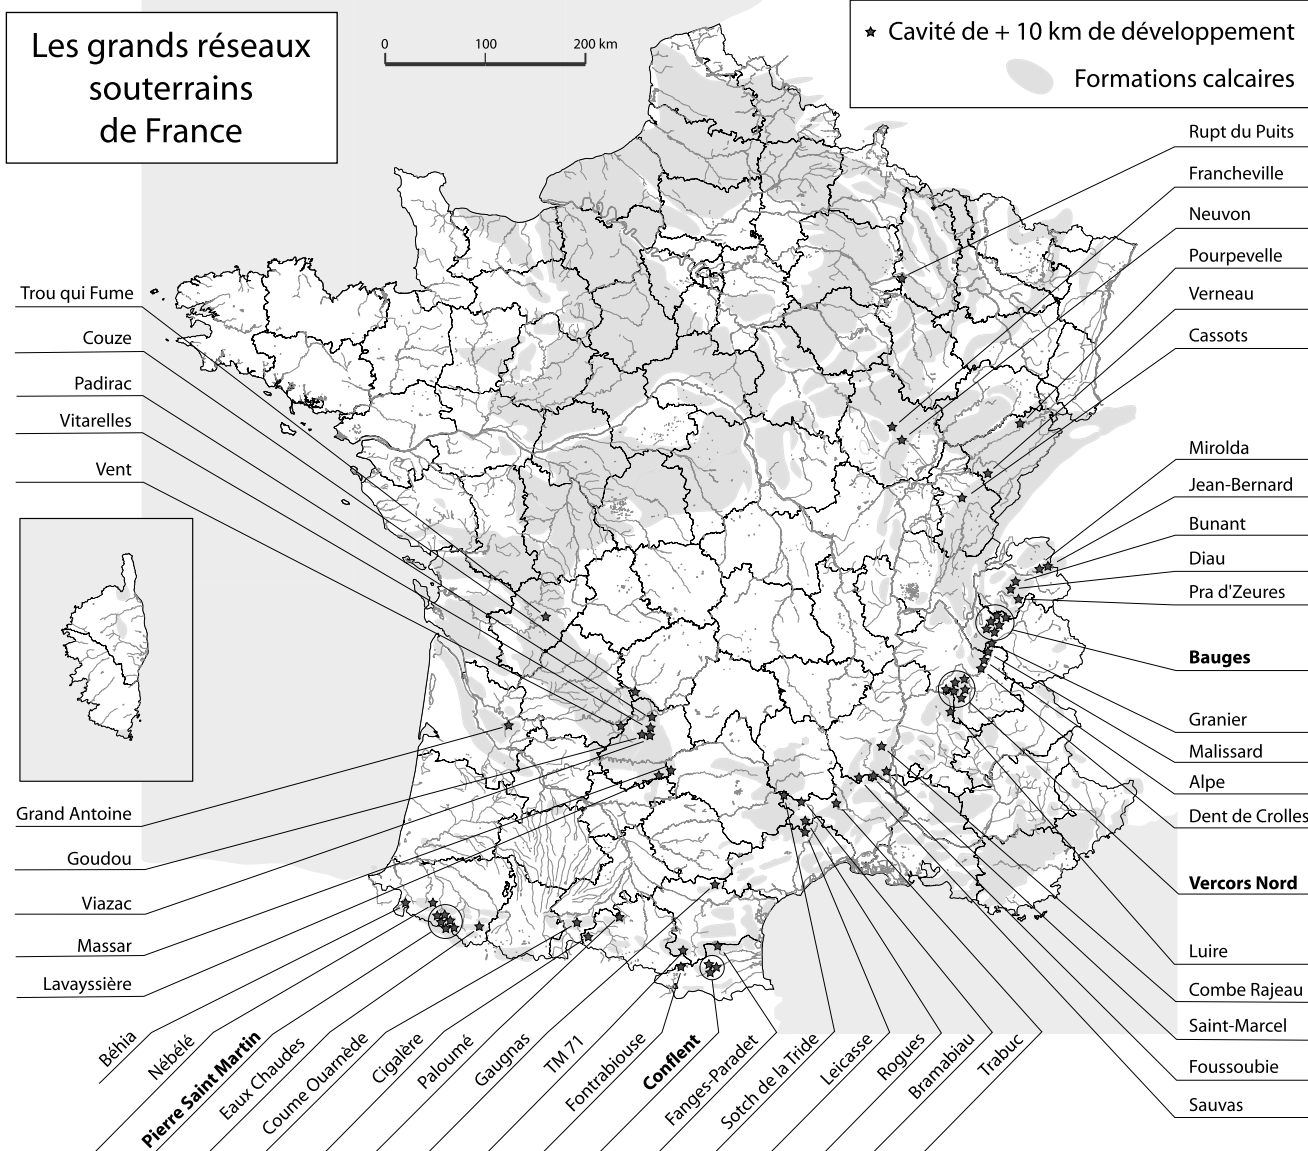 Les grands réseaux
souterrains
de France
0 100 200 km
Cavité de + 10 km de développement
Formations calcaires
Rupt du Puits
Francheville
Neuvon
Pourpevelle
Verneau
Cassots
Mirolda
Jean-Bernard
Bunant
Diau
Pra d'Zeures
Bauges
Granier
Malissard
Alpe
Dent de Crolles
Vercors Nord
Luire
Combe Rajeau
Saint-Marcel
Foussoubie
Sauvas
Trou qui Fume
Couze
Padirac
Vitarelles
Vent
Grand Antoine
Goudou
Viazac
Massar
Lavayssière
Béhia
Nébélé
Pierre Saint Martin
Eaux Chaudes
Coume Ouarnède
Cigalère
Paloumé
Gaugnas
TM 71
Fontrabiouse
Conflent
Fanges-Paradet
Sotch de la Tride
Leicasse
Rogues
Bramabiau
Trabuc